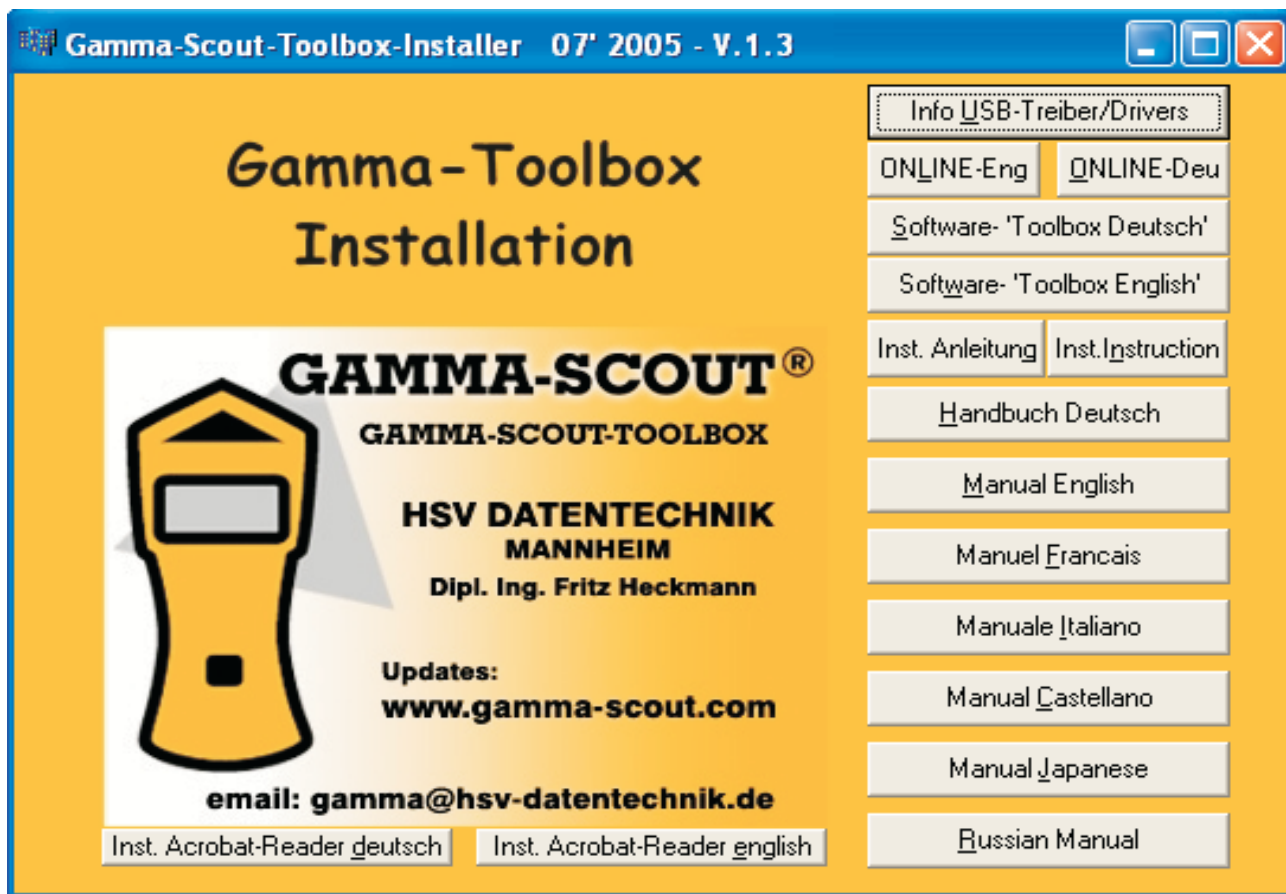 Gamma-Scout-Toolbox-Installer 07' 2005 - V.1.3
Gamma-Toolbox
Installation
GAMMA-SCOUT®
GAMMA-SCOUT-TOOLBOX
HSV DATENTECHNIK
MANNHEIM
Dipl. Ing. Fritz Heckmann
Updates:
www.gamma-scout.com
email: gamma@hsv-datentechnik.de
Inst. Acrobat-Reader deutsch
Inst. Acrobat-Reader english
Info USB-Treiber/Drivers
ONLINE-Eng
ONLINE-Deu
Software- 'Toolbox Deutsch'
Software- 'Toolbox English'
Inst. Anleitung
Inst.Instruction
Handbuch Deutsch
Manual English
Manuel Francais
Manuale Italiano
Manual Castellano
Manual Japanese
Russian Manual